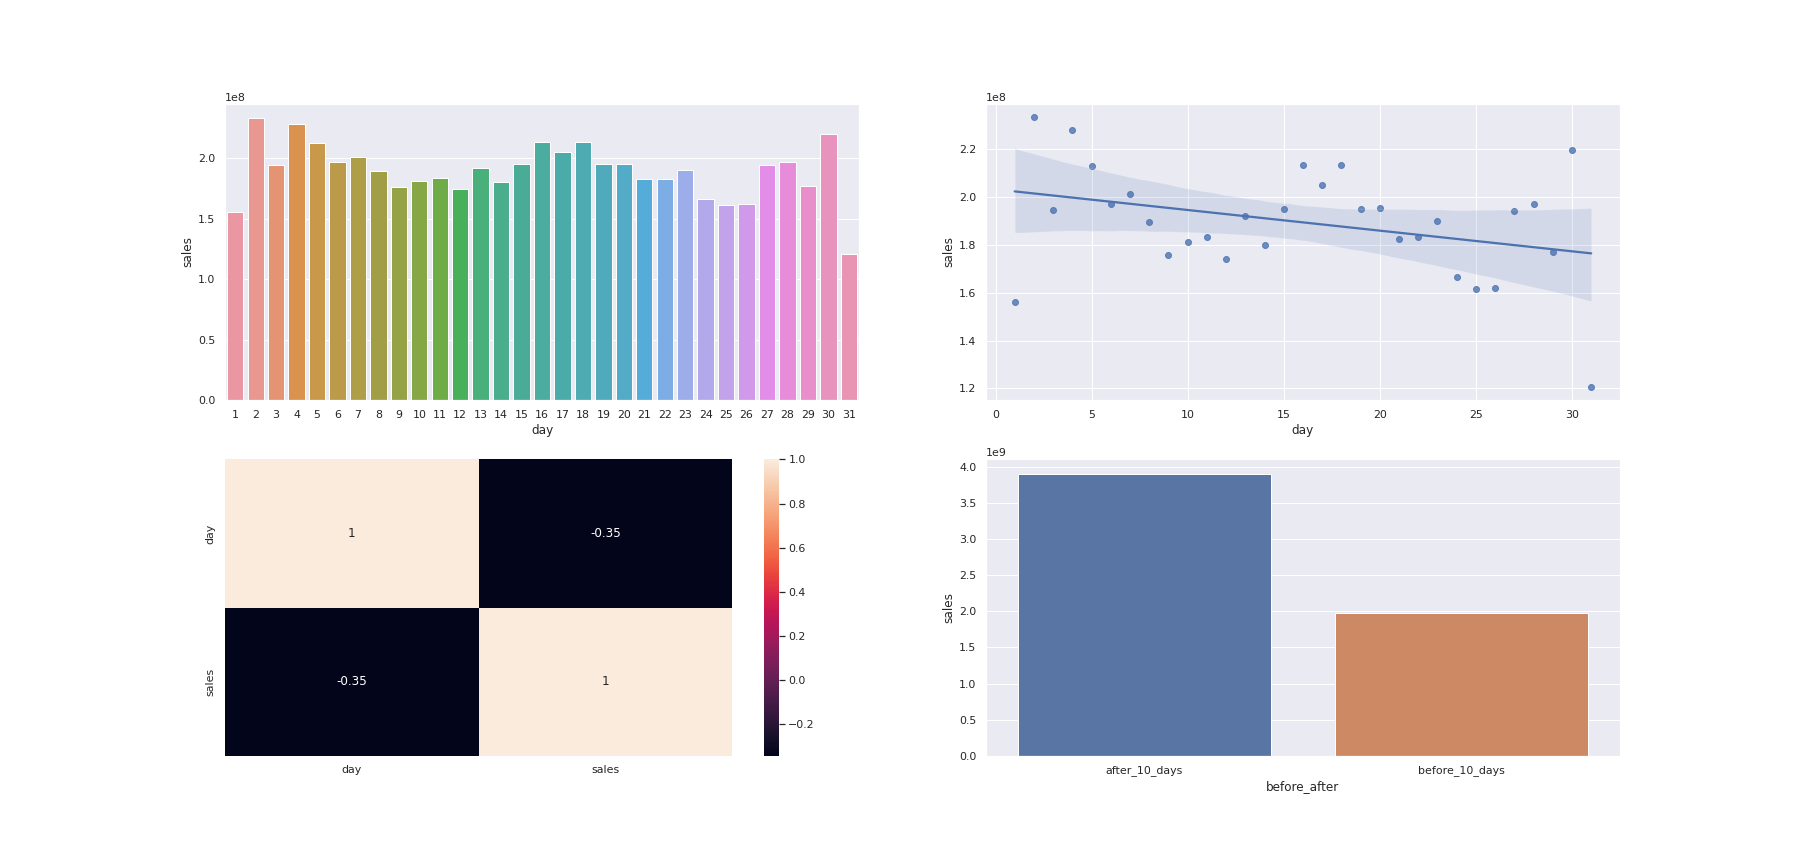 1e8
sales
2.0
1.5
1.0
0.5
0.0
1 2 3 4 5 6 7 8 9 10 11 12 13 14 15 16 17 18 19 20 21 22 23 24 25 26 27 28 29 30 31
day
1e8
sales
2.2
2.0
1.8
1.6
1.4
1.2
0 5 10 15 20 25 30
day
day
1 -0.35
sales
-0.35 1
day sales
1.0
0.8
0.6
0.4
0.2
0.0
−0.2
1e9
sales
4.0
3.5
3.0
2.5
2.0
1.5
1.0
0.5
0.0
after_10_days before_10_days
before_after